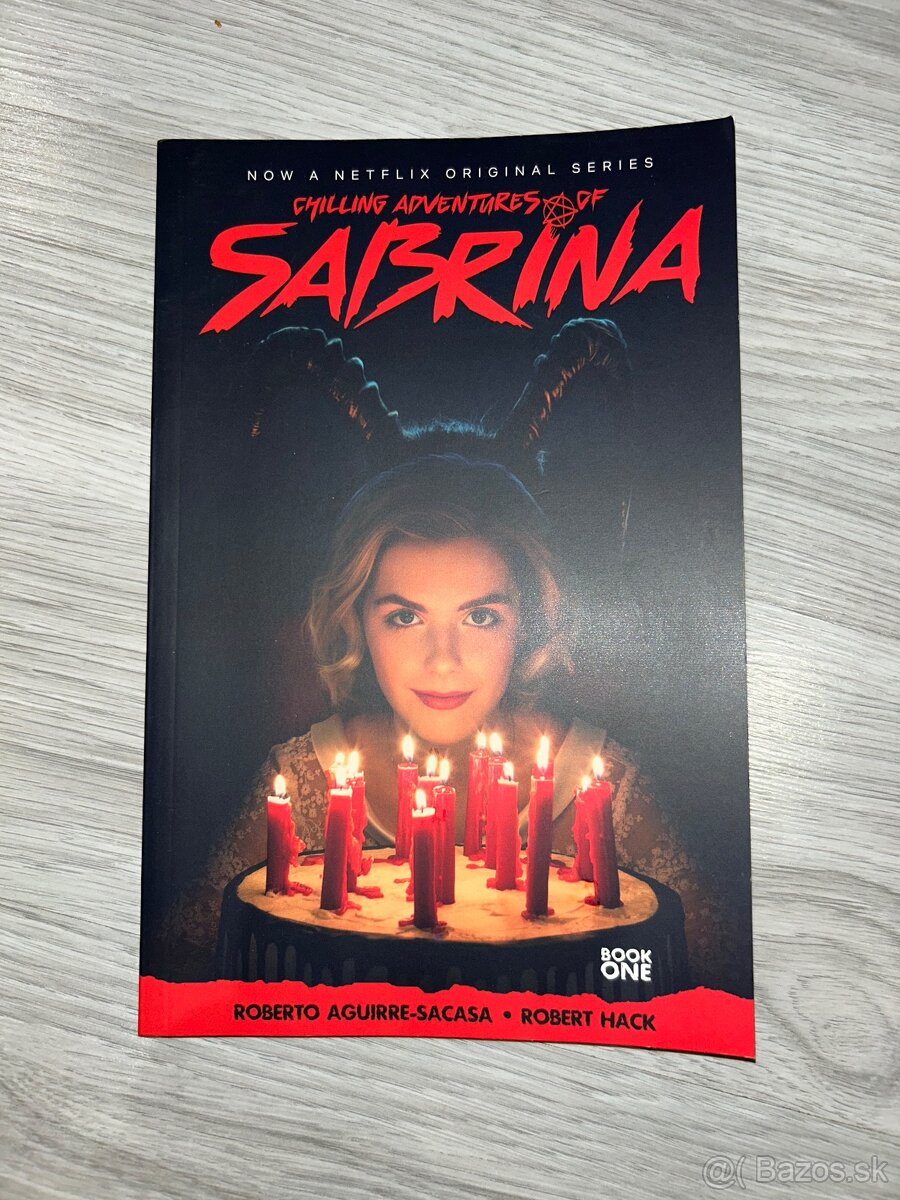 NOW A NETFLIX ORIGINAL SERIES
CHILLING ADVENTURES OF
SABRINA
BOOK
ONE
ROBERTO AGUIRRE-SACASA • ROBERT HACK
@( Bazos.sk